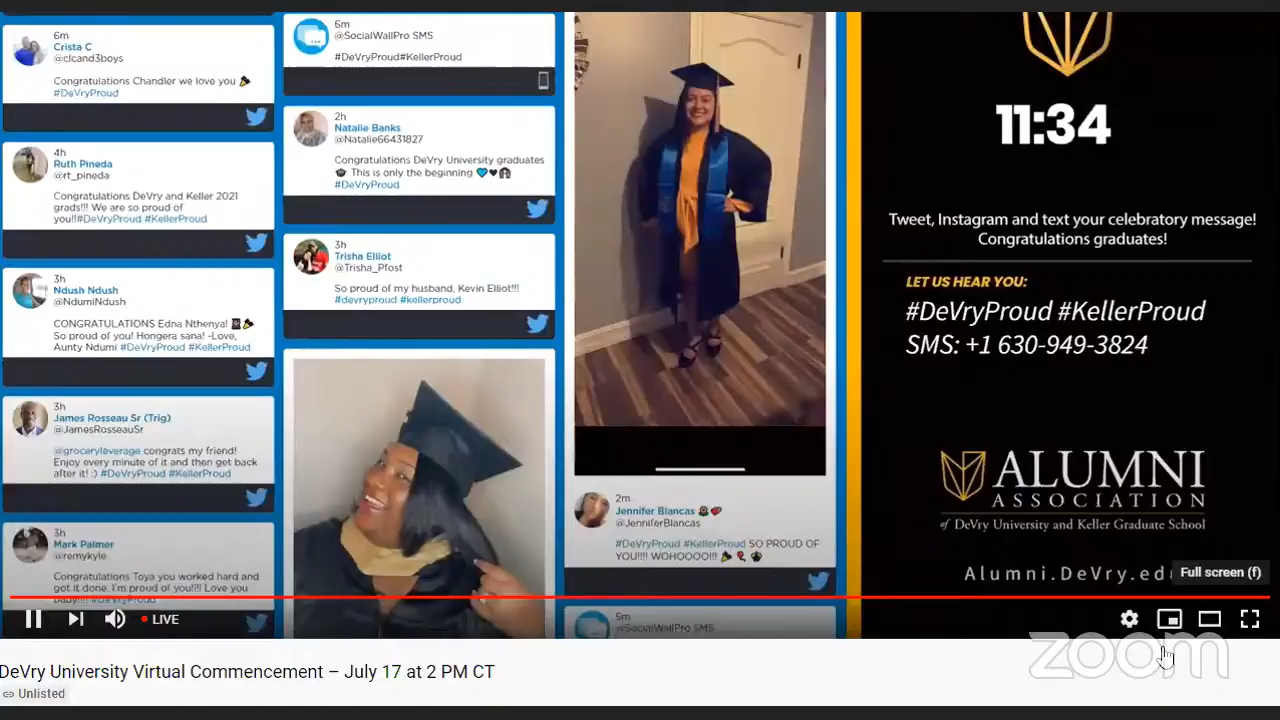 6m
Crista C
@clcand3boys
Congratulations Chandler we love you
#DeVryProud
4h
Ruth Pineda
@rt_pineda
Congratulations DeVry and Keller 2021
grads!!! We are so proud of
you!!#DeVryProud #KellerProud
3h
Ndush Ndush
@NdumiNdush
CONGRATULATIONS Edna Nthenya!
So proud of you! Hongera sana! -Love,
Aunty Ndumi #DeVryProud #KellerProud
3h
James Rosseau Sr (Trig)
@JamesRosseauSr
@groceryleverage congrats my friend!
Enjoy every minute of it and then get back
after it! :) #DeVryProud #KellerProud
3h
Mark Palmer
@remykyle
Congratulations Toya you worked hard and
got it done. I'm proud of you!!!! Love you
baby!!!! #DeVryProud
6m
@SocialWallPro SMS
#DeVryProud#KellerProud
2h
Natalie Banks
@Natalie66431827
Congratulations DeVry University graduates
This is only the beginning
#DeVryProud
3h
Trisha Elliot
@Trisha_Pfost
So proud of my husband, Kevin Elliot!!!
#devryproud #kellerproud
2m
Jennifer Blancas
@JenniferBlancas
#DeVryProud #KellerProud SO PROUD OF
YOU!!!! WOHOOOO!!!
5m
@SocialWallPro SMS
11:34
Tweet, Instagram and text your celebratory message!
Congratulations graduates!
LET US HEAR YOU:
#DeVryProud #KellerProud
SMS: +1 630-949-3824
ALUMNI
ASSOCIATION
of DeVry University and Keller Graduate School
Alumni.DeVry.ed
Full screen (f)
LIVE
zoom
DeVry University Virtual Commencement – July 17 at 2 PM CT
Unlisted